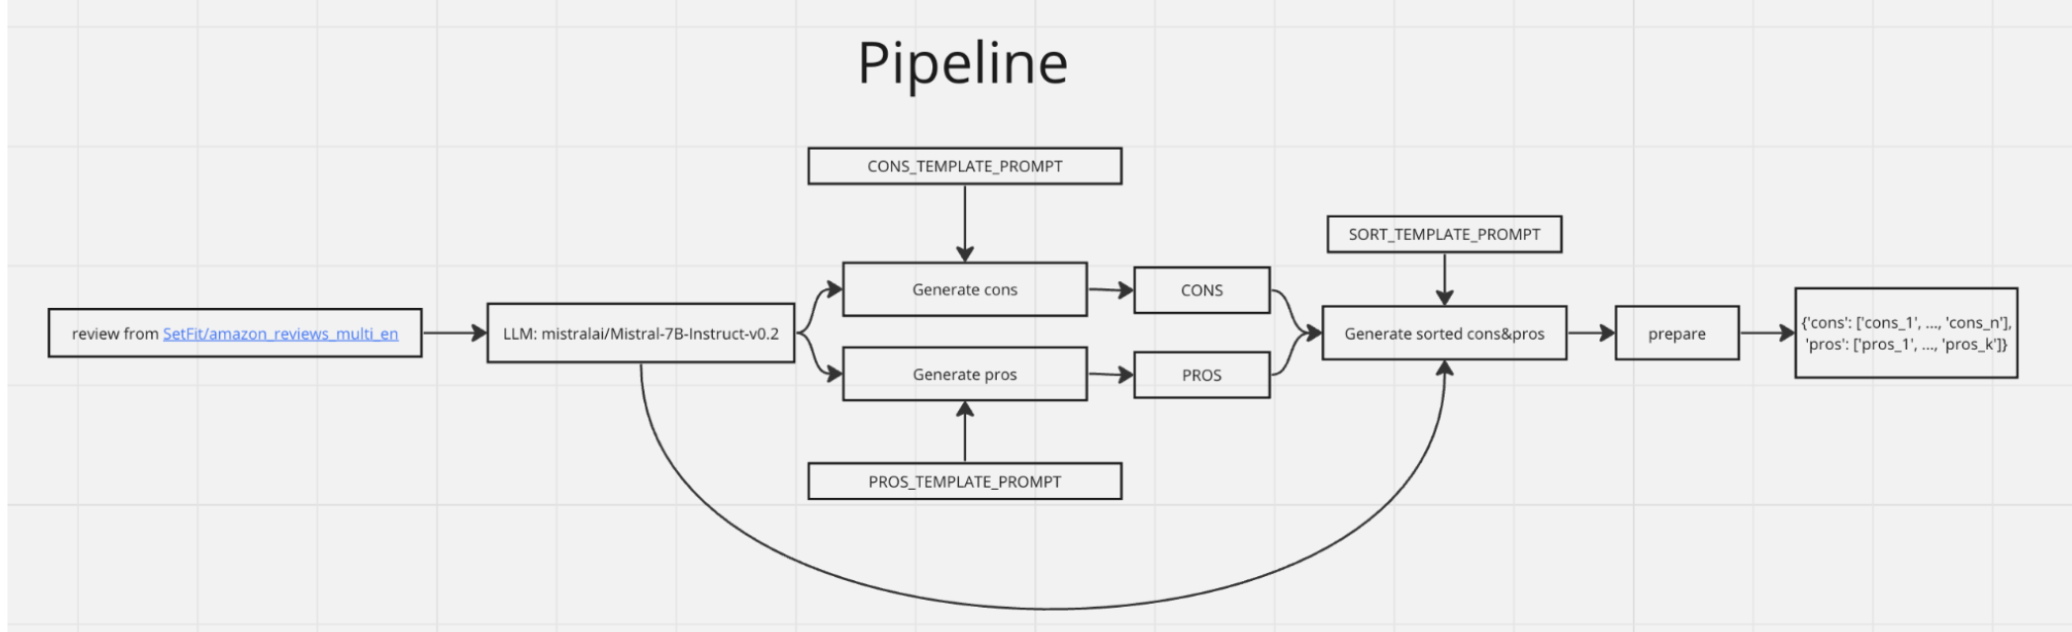 Pipeline
CONS_TEMPLATE_PROMPT
SORT_TEMPLATE_PROMPT
Generate cons
CONS
review from SetFit/amazon_reviews_multi_en
LLM: mistralai/Mistral-7B-Instruct-v0.2
Generate sorted cons&pros
prepare
{'cons': ['cons_1', ..., 'cons_n'],
'pros': ['pros_1', ..., 'pros_k']}
Generate pros
PROS
PROS_TEMPLATE_PROMPT